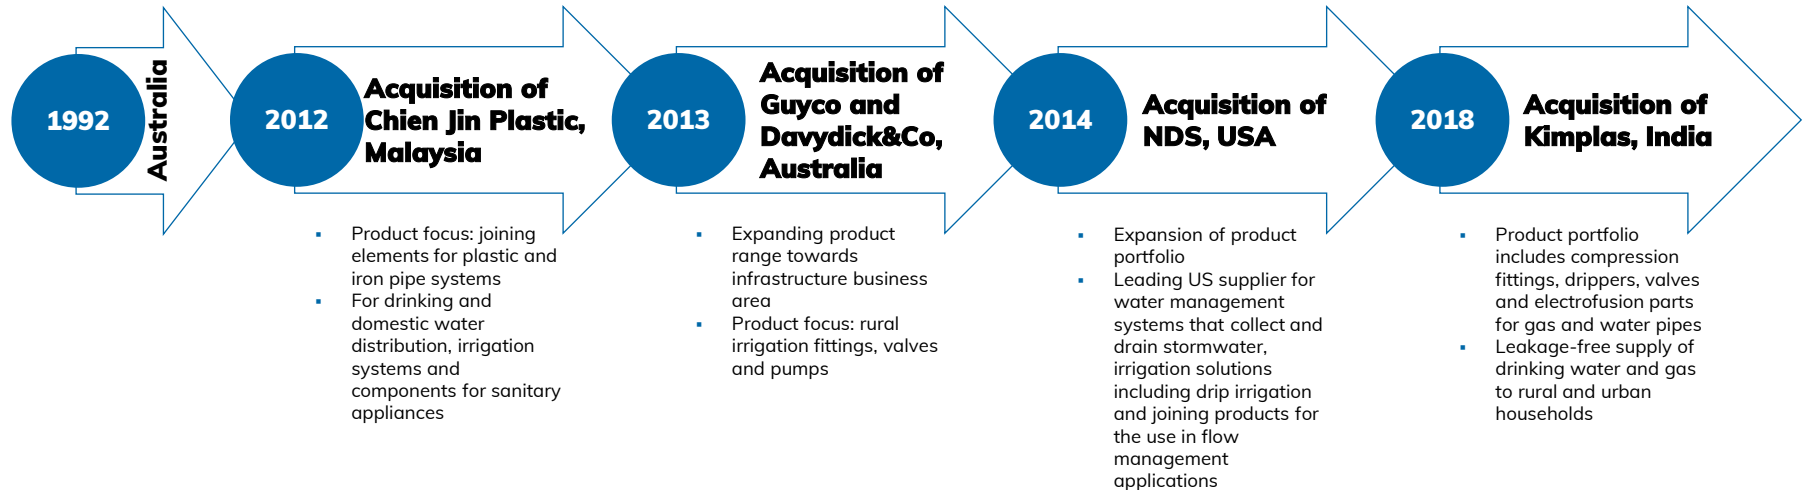 1992
Australia
2012
Acquisition of
Chien Jin Plastic,
Malaysia
▪ Product focus: joining
elements for plastic and
iron pipe systems
▪ For drinking and
domestic water
distribution, irrigation
systems and
components for sanitary
appliances
2013
Acquisition of
Guyco and
Davydick&Co,
Australia
▪ Expanding product
range towards
infrastructure business
area
▪ Product focus: rural
irrigation fittings, valves
and pumps
2014
Acquisition of
NDS, USA
▪ Expansion of product
portfolio
▪ Leading US supplier for
water management
systems that collect and
drain stormwater,
irrigation solutions
including drip irrigation
and joining products for
the use in flow
management
applications
2018
Acquisition of
Kimplas, India
▪ Product portfolio
includes compression
fittings, drippers, valves
and electrofusion parts
for gas and water pipes
▪ Leakage-free supply of
drinking water and gas
to rural and urban
households